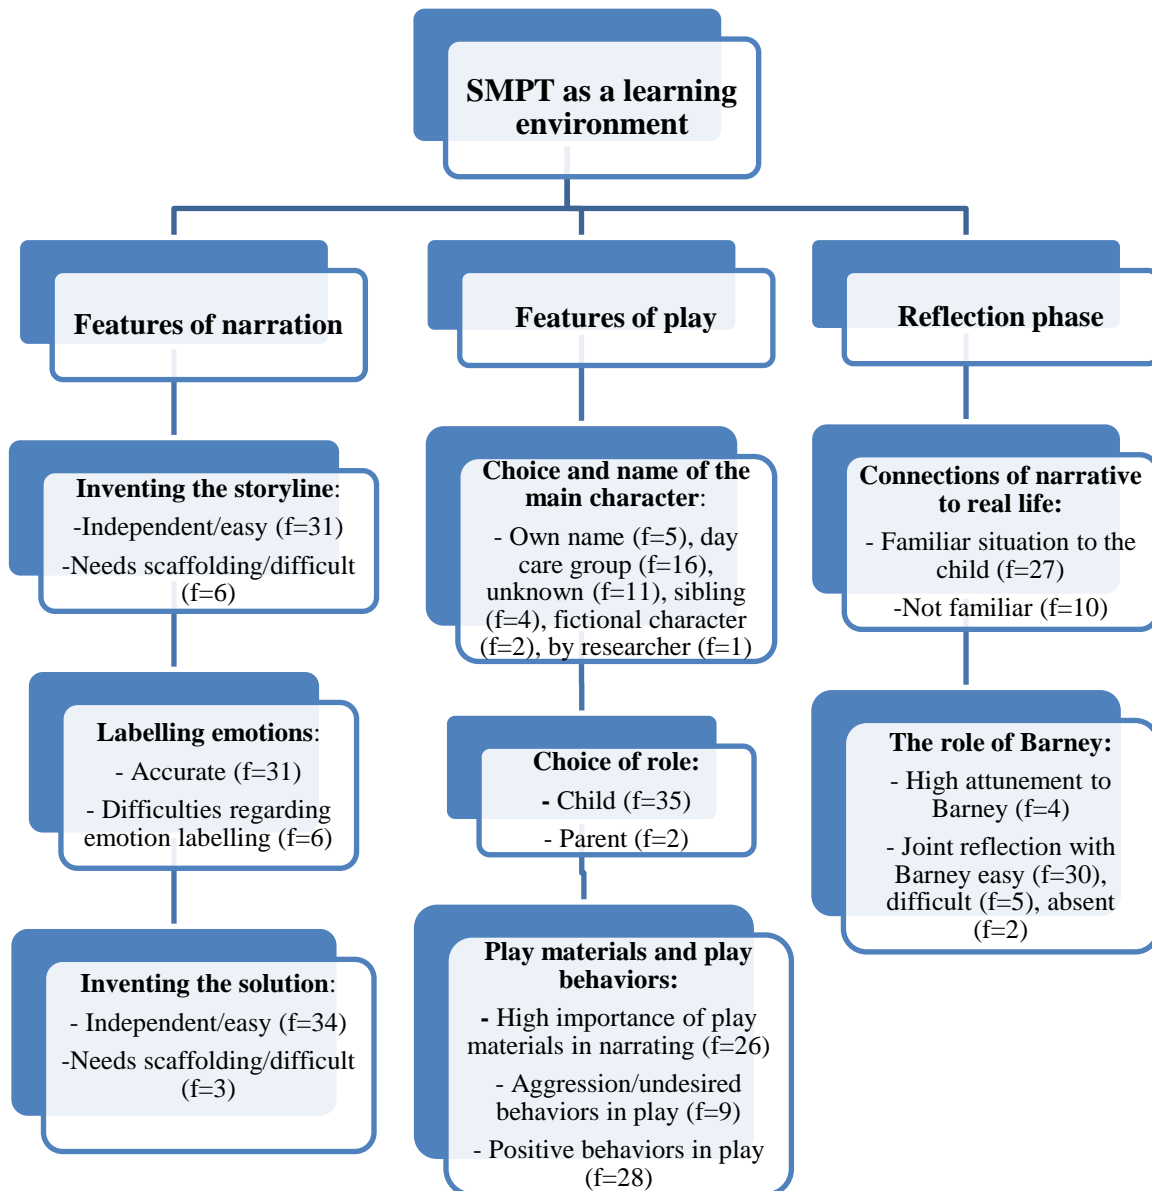 SMPT as a learning
environment
Features of narration
Inventing the storyline:
-Independent/easy (f=31)
-Needs scaffolding/difficult
(f=6)
Labelling emotions:
- Accurate (f=31)
- Difficulties regarding
emotion labelling (f=6)
Inventing the solution:
- Independent/easy (f=34)
-Needs scaffolding/difficult
(f=3)
Features of play
Choice and name of the
main character:
- Own name (f=5), day
care group (f=16),
unknown (f=11), sibling
(f=4), fictional character
(f=2), by researcher (f=1)
Choice of role:
- Child (f=35)
- Parent (f=2)
Play materials and play
behaviors:
- High importance of play
materials in narrating (f=26)
- Aggression/undesired
behaviors in play (f=9)
- Positive behaviors in play
(f=28)
Reflection phase
Connections of narrative
to real life:
- Familiar situation to the
child (f=27)
-Not familiar (f=10)
The role of Barney:
- High attunement to
Barney (f=4)
- Joint reflection with
Barney easy (f=30),
difficult (f=5), absent
(f=2)